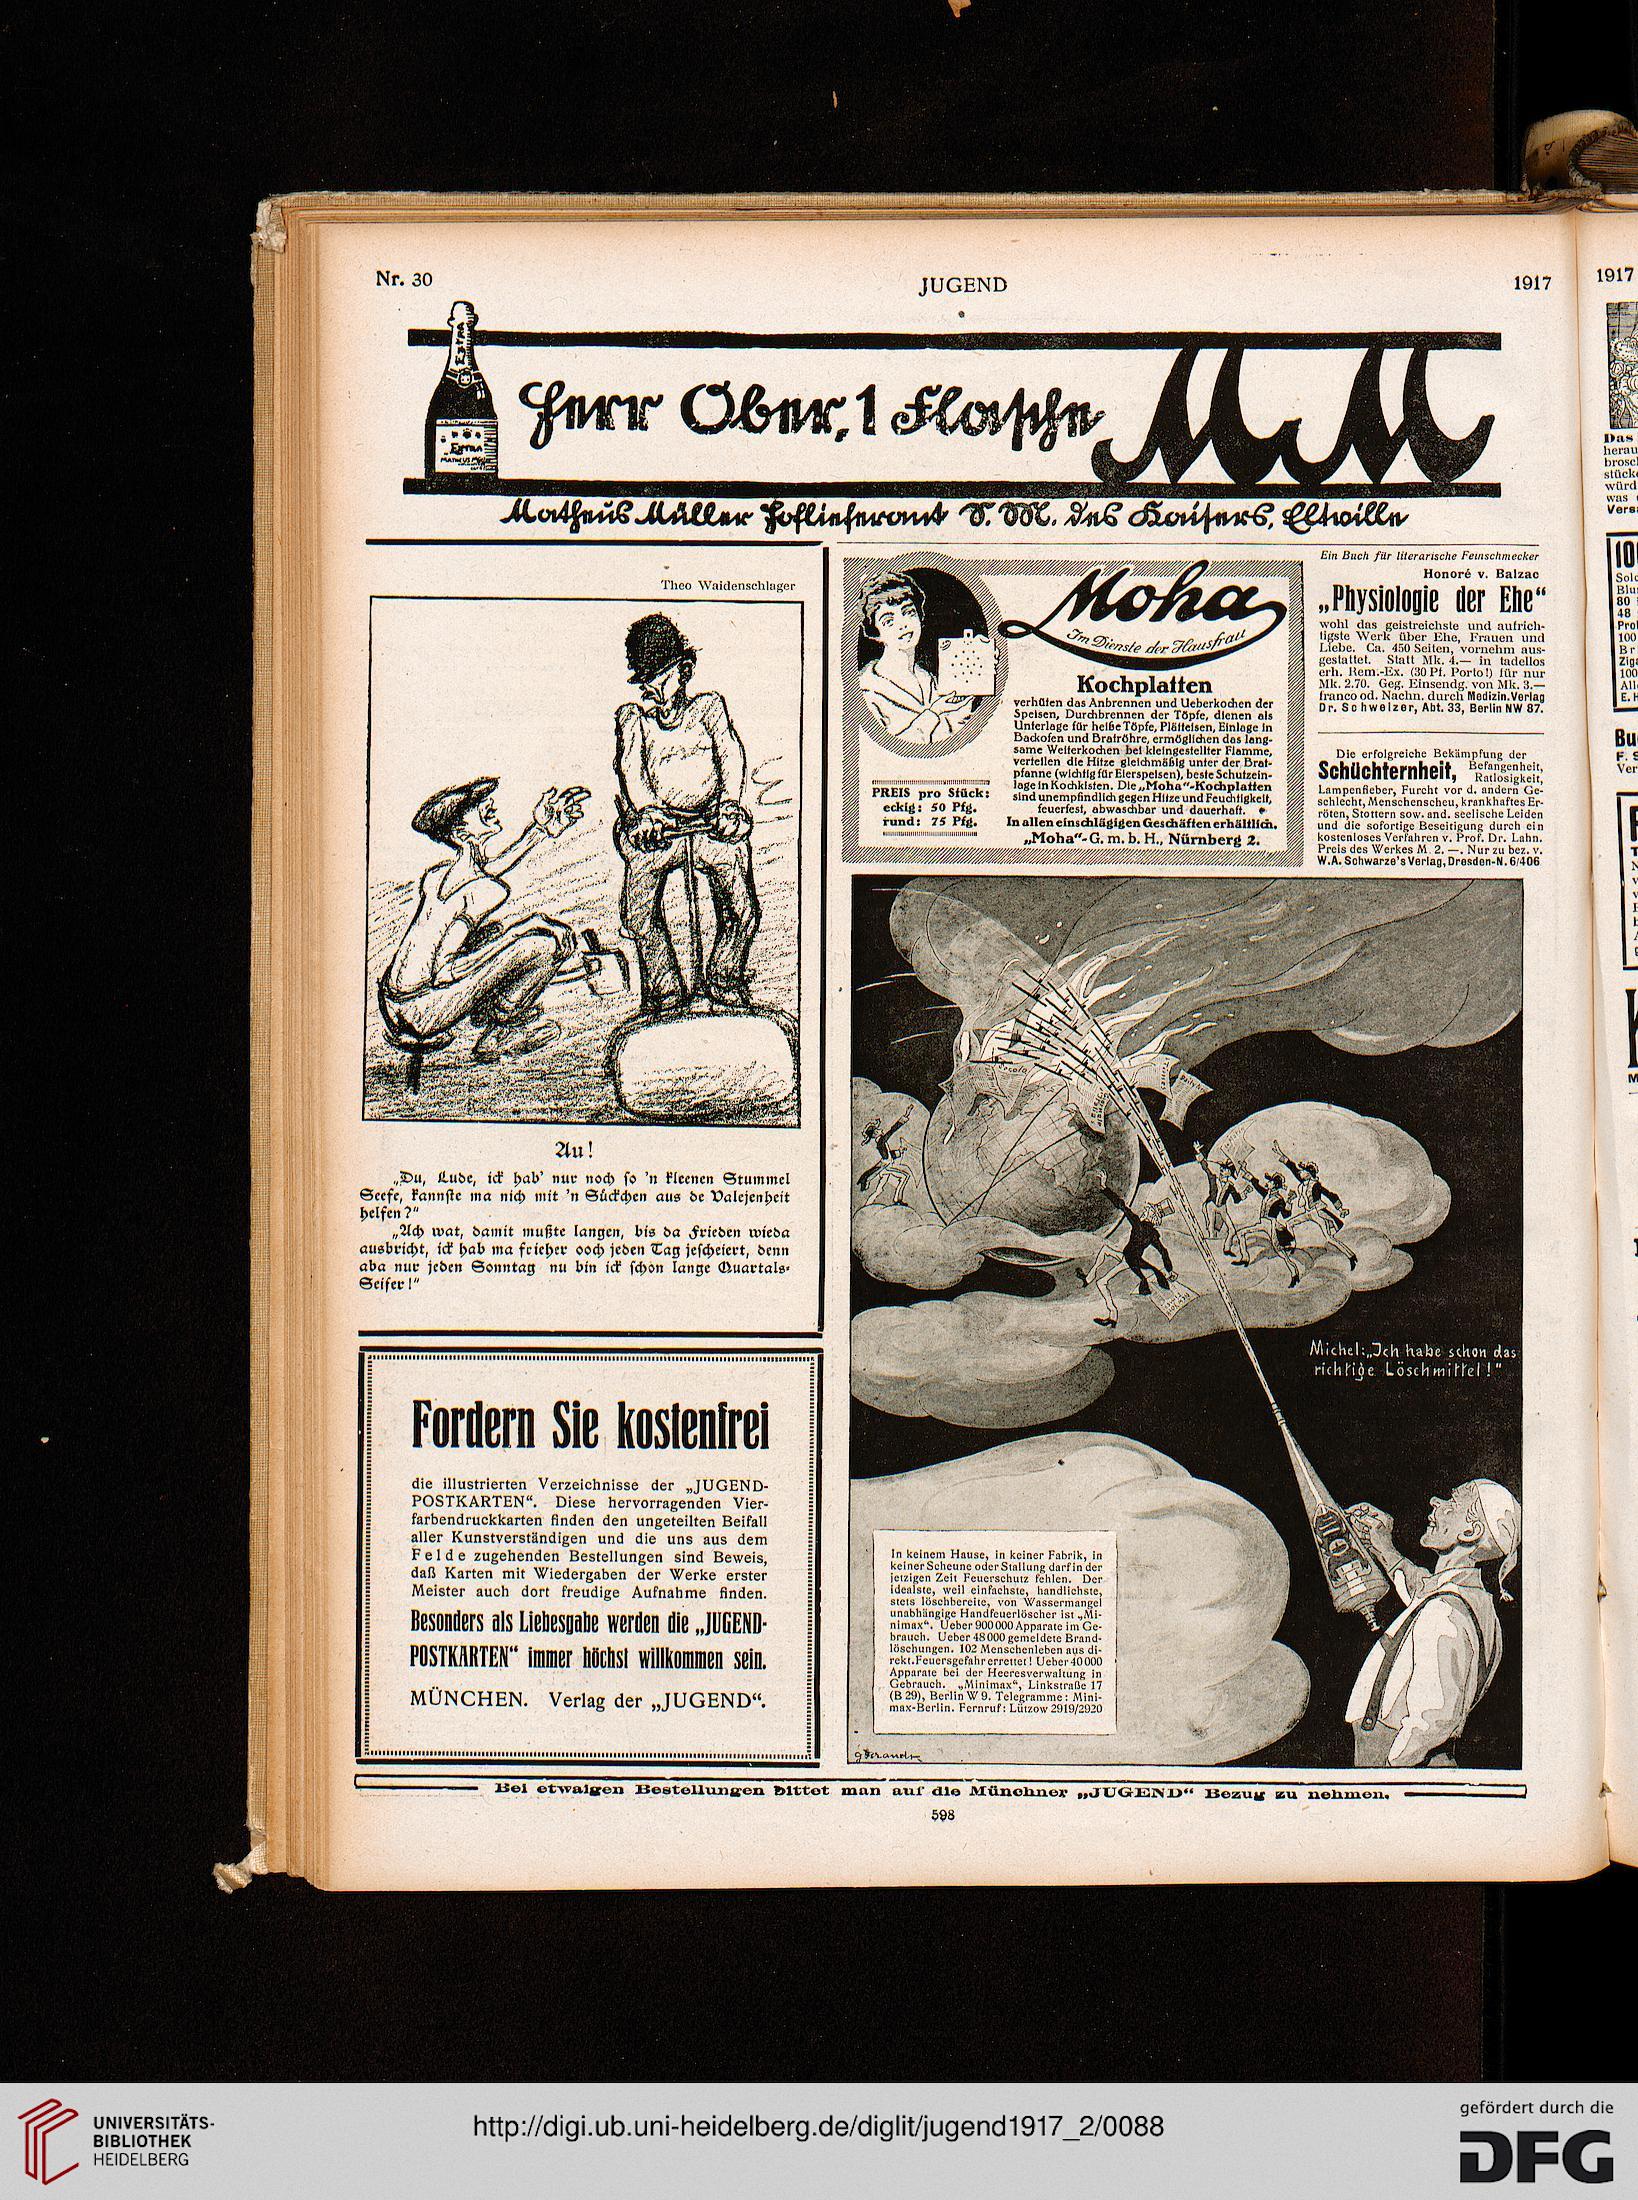 Nr. 30
JUGEND
1917
Extra
Extra
Herr Ober, 1 Flasche MM
Matheus Müller Hoflieferant S. M. des Kaisers, Eltville
Theo Waidenschlager
Au!
„Du, Lude, ick hab' nur noch so 'n kleenen Stummel
Seefe, kannste ma nich mit 'n Stückchen aus de Valejenheit
helfen?“
„Ach wat, damit mußte langen, bis da Frieden wieda
ausbricht, ick hab ma frieher ooch jeden Tag jescheiert, denn
aba nur jeden Sonntag nu bin ick schon lange Quartals-
Seifer!“
Fordern Sie kostenfrei
die illustrierten Verzeichnisse der „JUGEND-
POSTKARTEN“. Diese hervorragenden Vier-
farbendruckkarten finden den ungeteilten Beifall
aller Kunstverständigen und die uns aus dem
Felde zugehenden Bestellungen sind Beweis,
daß Karten mit Wiedergaben der Werke erster
Meister auch dort freudige Aufnahme finden.
Besonders als Liebesgabe werden die „JUGEND-
POSTKARTEN“ immer höchst willkommen sein.
MÜNCHEN. Verlag der „JUGEND“.
Moha
Im Dienste der Hausfrau
Kochplatten
verhüten das Anbrennen und Ueberkochen der
Speisen, Durchbrennen der Töpfe, dienen als
Unterlage für heiße Töpfe, Plätteisen, Einlage in
Backofen und Bratröhre, ermöglichen das lang-
same Weiterkochen bei kleingestellter Flamme,
verteilen die Hitze gleichmäßig unter der Brat-
pfanne (wichtig für Eierspeisen), beste Schutzein-
lage in Kochkisten. Die „Moha“-Kochplatten
sind unempfindlich gegen Hitze und Feuchtigkeit,
feuerfest, abwaschbar und dauerhaft.
In allen einschlägigen Geschäften erhältlich.
„Moha“-G. m. b. H., Nürnberg 2.
PREIS pro Stück:
eckig: 50 Pfg.
rund: 75 Pfg.
Ein Buch für literarische Feinschmecker
Honoré v. Balzac
„Physiologie der Ehe“
wohl das geistreichste und aufrich-
tigste Werk über Ehe, Frauen und
Liebe. Ca. 450 Seiten, vornehm aus-
gestattet. Statt Mk. 4.— in tadellos
erh. Rem.-Ex. (30 Pf. Porto!) für nur
Mk. 2.70. Geg. Einsendg. von Mk. 3.—
franco od. Nachn. durch Medizin. Verlag
Dr. Schweizer, Abt. 33, Berlin NW 87.
Die erfolgreiche Bekämpfung der
Schüchternheit, Befangenheit,
Ratlosigkeit,
Lampenfieber, Furcht vor d. andern Ge-
schlecht, Menschenscheu, krankhaftes Er-
röten, Stottern sow. and. seelische Leiden
und die sofortige Beseitigung durch ein
kostenloses Verfahren v. Prof. Dr. Lahn.
Preis des Werkes M. 2. —. Nur zu bez. v.
W. A. Schwarze's Verlag, Dresden-N. 6/406
Michel: „Ich habe schon das
richtige Löschmittel!“
In keinem Hause, in keiner Fabrik, in
keiner Scheune oder Stallung darf in der
jetzigen Zeit Feuerschutz fehlen. Der
idealste, weil einfachste, handlichste,
stets löschbereite, von Wassermangel
unabhängige Handfeuerlöscher ist „Mi-
nimax“. Ueber 900 000 Apparate im Ge-
brauch. Ueber 48 000 gemeldete Brand-
löschungen. 102 Menschenleben aus di-
rekt. Feuersgefahr errettet! Ueber 40 000
Apparate bei der Heeresverwaltung in
Gebrauch. „Minimax“, Linkstraße 17
(B 29), Berlin W 9. Telegramme: Mini-
max-Berlin. Fernruf: Lützow 2919/2920
Bei etwaigen Bestellungen bittet man auf die Münchner „JUGEND“ Bezug zu nehmen.
598
1917
Das
herau
brosc
stück
würd
was
Vers
80
48
100
100
UNIVERSITÄTS-
BIBLIOTHEK
HEIDELBERG
http://digi.ub.uni-heidelberg.de/diglit/jugend1917_2/0088
gefördert durch die
DFG